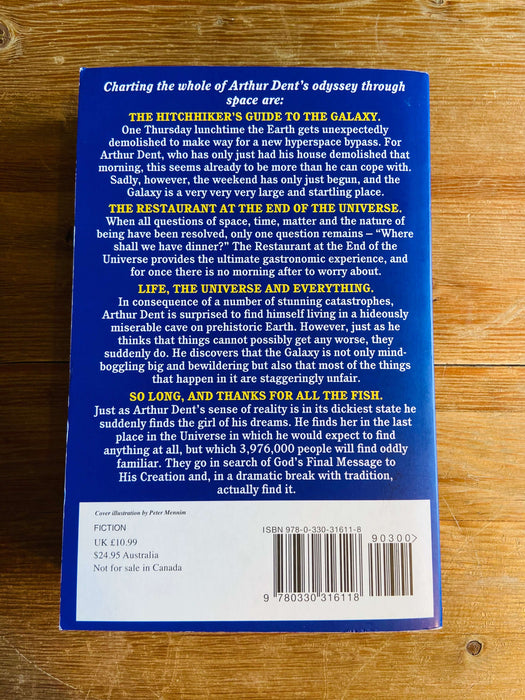 Charting the whole of Arthur Dent's odyssey through
space are:
THE HITCHHIKER'S GUIDE TO THE GALAXY.
One Thursday lunchtime the Earth gets unexpectedly
demolished to make way for a new hyperspace bypass. For
Arthur Dent, who has only just had his house demolished that
morning, this seems already to be more than he can cope with.
Sadly, however, the weekend has only just begun, and the
Galaxy is a very very very large and startling place.
THE RESTAURANT AT THE END OF THE UNIVERSE.
When all questions of space, time, matter and the nature of
being have been resolved, only one question remains – "Where
shall we have dinner?" The Restaurant at the End of the
Universe provides the ultimate gastronomic experience, and
for once there is no morning after to worry about.
LIFE, THE UNIVERSE AND EVERYTHING.
In consequence of a number of stunning catastrophes,
Arthur Dent is surprised to find himself living in a hideously
miserable cave on prehistoric Earth. However, just as he
thinks that things cannot possibly get any worse, they
suddenly do. He discovers that the Galaxy is not only mind-
boggling big and bewildering but also that most of the things
that happen in it are staggeringly unfair.
SO LONG, AND THANKS FOR ALL THE FISH.
Just as Arthur Dent's sense of reality is in its dickiest state he
suddenly finds the girl of his dreams. He finds her in the last
place in the Universe in which he would expect to find
anything at all, but which 3,976,000 people will find oddly
familiar. They go in search of God's Final Message to
His Creation and, in a dramatic break with tradition,
actually find it.
Cover illustration by Peter Mennim
FICTION
UK £10.99
$24.95 Australia
Not for sale in Canada
ISBN 978-0-330-31611-8
90300>
9 780330 316118